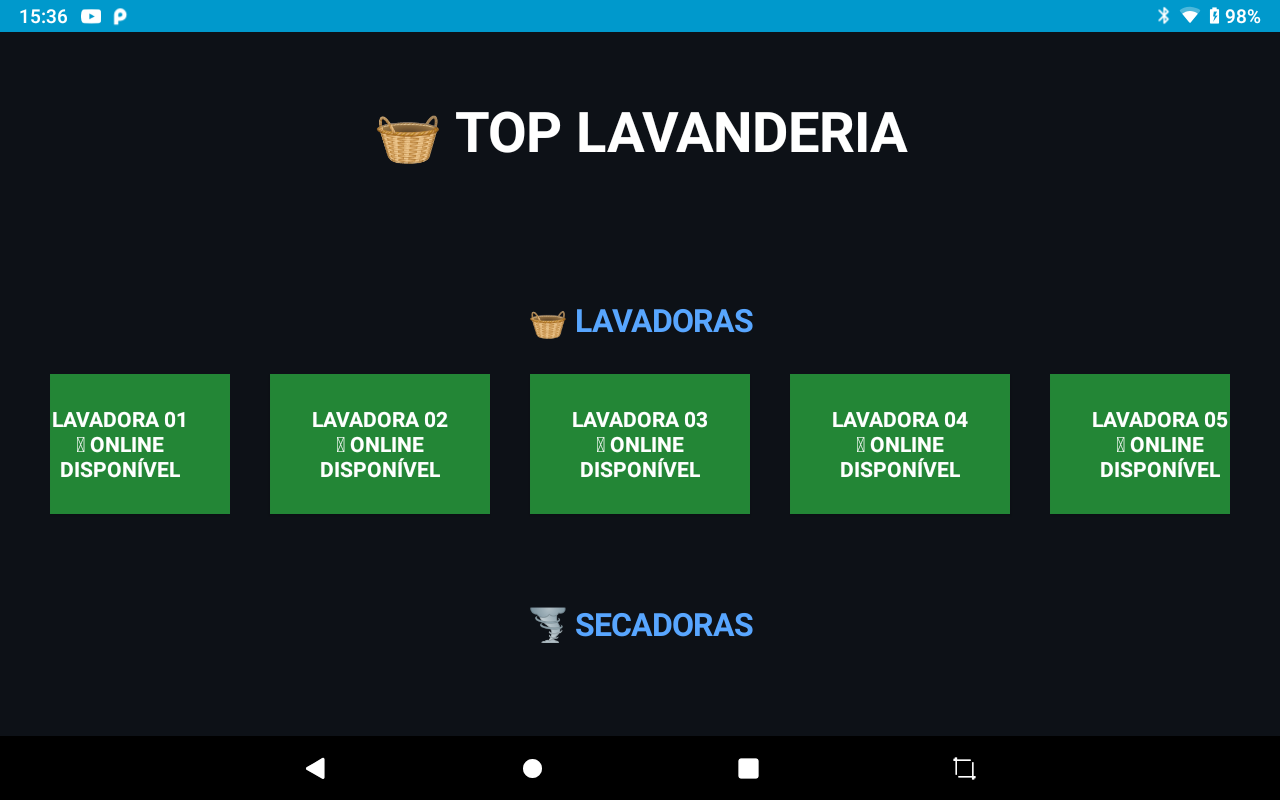 15:36 98%
TOP LAVANDERIA
LAVADORAS
LAVADORA 01
ONLINE
DISPONÍVEL
LAVADORA 02
ONLINE
DISPONÍVEL
LAVADORA 03
ONLINE
DISPONÍVEL
LAVADORA 04
ONLINE
DISPONÍVEL
LAVADORA 05
ONLINE
DISPONÍVEL
SECADORAS